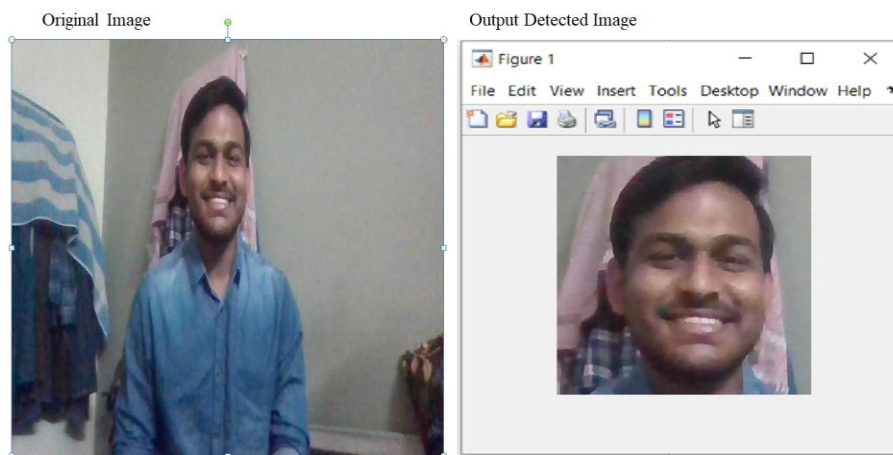 Original Image
Output Detected Image
Figure 1
File Edit View Insert Tools Desktop Window Help